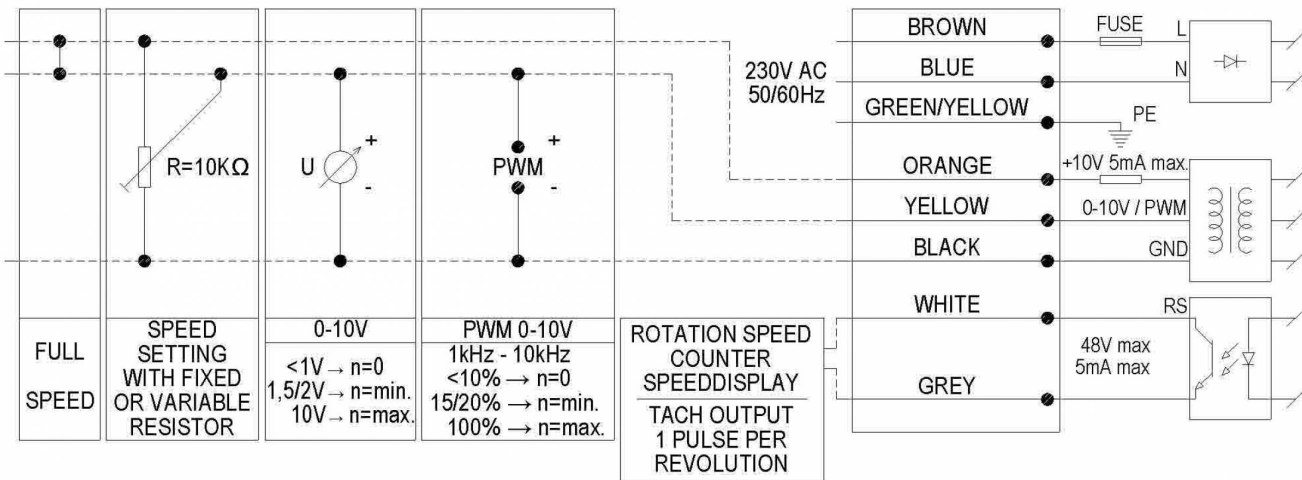 FULL
SPEED
R=10KΩ
SPEED
SETTING
WITH FIXED
OR VARIABLE
RESISTOR
U
+
-
0-10V
<1V → n=0
1,5/2V → n=min.
10V → n=max.
+
PWM
-
PWM 0-10V
1kHz - 10kHz
<10% → n=0
15/20% → n=min.
100% → n=max.
ROTATION SPEED
COUNTER
SPEEDDISPLAY
TACH OUTPUT
1 PULSE PER
REVOLUTION
230V AC
50/60Hz
BROWN
BLUE
GREEN/YELLOW
ORANGE
YELLOW
BLACK
WHITE
GREY
FUSE
L
N
PE
+10V 5mA max.
0-10V / PWM
GND
RS
48V max
5mA max